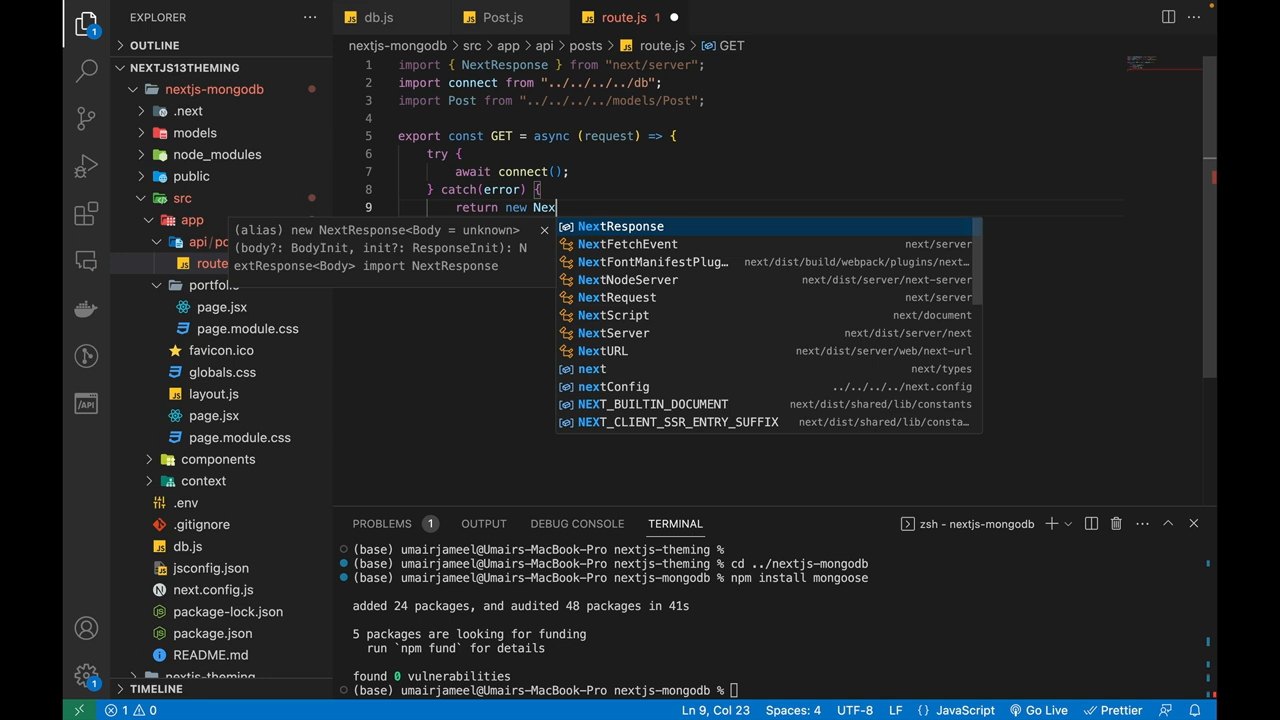 EXPLORER
OUTLINE
NEXTJS13THEMING
nextjs-mongodb
.next
models
node_modules
public
src
app
api/po
route
portfolio
page.jsx
page.module.css
favicon.ico
globals.css
layout.js
page.jsx
page.module.css
components
context
.env
.gitignore
db.js
jsconfig.json
next.config.js
package-lock.json
package.json
README.md
TIMELINE
1
1
db.js
Post.js
route.js 1
nextjs-mongodb > src > app > api > posts > route.js > GET
1 import { NextResponse } from "next/server";
2 import connect from "../../../../db";
3 import Post from "../../../../models/Post";
4
5 export const GET = async (request) => {
6 try {
7 await connect();
8 } catch(error) {
9 return new Nex
(alias) new NextResponse<Body = unknown>
(body?: BodyInit, init?: ResponseInit): N
extResponse<Body> import NextResponse
NextResponse
NextFetchEvent next/server
NextFontManifestPlug… next/dist/build/webpack/plugins/next…
NextNodeServer next/dist/server/next-server
NextRequest next/server
NextScript next/document
NextServer next/dist/server/next
NextURL next/dist/server/web/next-url
next next/types
nextConfig ../../../../next.config
NEXT_BUILTIN_DOCUMENT next/dist/shared/lib/constants
NEXT_CLIENT_SSR_ENTRY_SUFFIX next/dist/shared/lib/consta…
PROBLEMS 1 OUTPUT DEBUG CONSOLE TERMINAL zsh - nextjs-mongodb
(base) umairjameel@Umairs-MacBook-Pro nextjs-theming %
(base) umairjameel@Umairs-MacBook-Pro nextjs-theming % cd ../nextjs-mongodb
(base) umairjameel@Umairs-MacBook-Pro nextjs-mongodb % npm install mongoose
added 24 packages, and audited 48 packages in 41s
5 packages are looking for funding
run `npm fund` for details
found 0 vulnerabilities
(base) umairjameel@Umairs-MacBook-Pro nextjs-mongodb %
1 0 Ln 9, Col 23 Spaces: 4 UTF-8 LF {} JavaScript Go Live Prettier